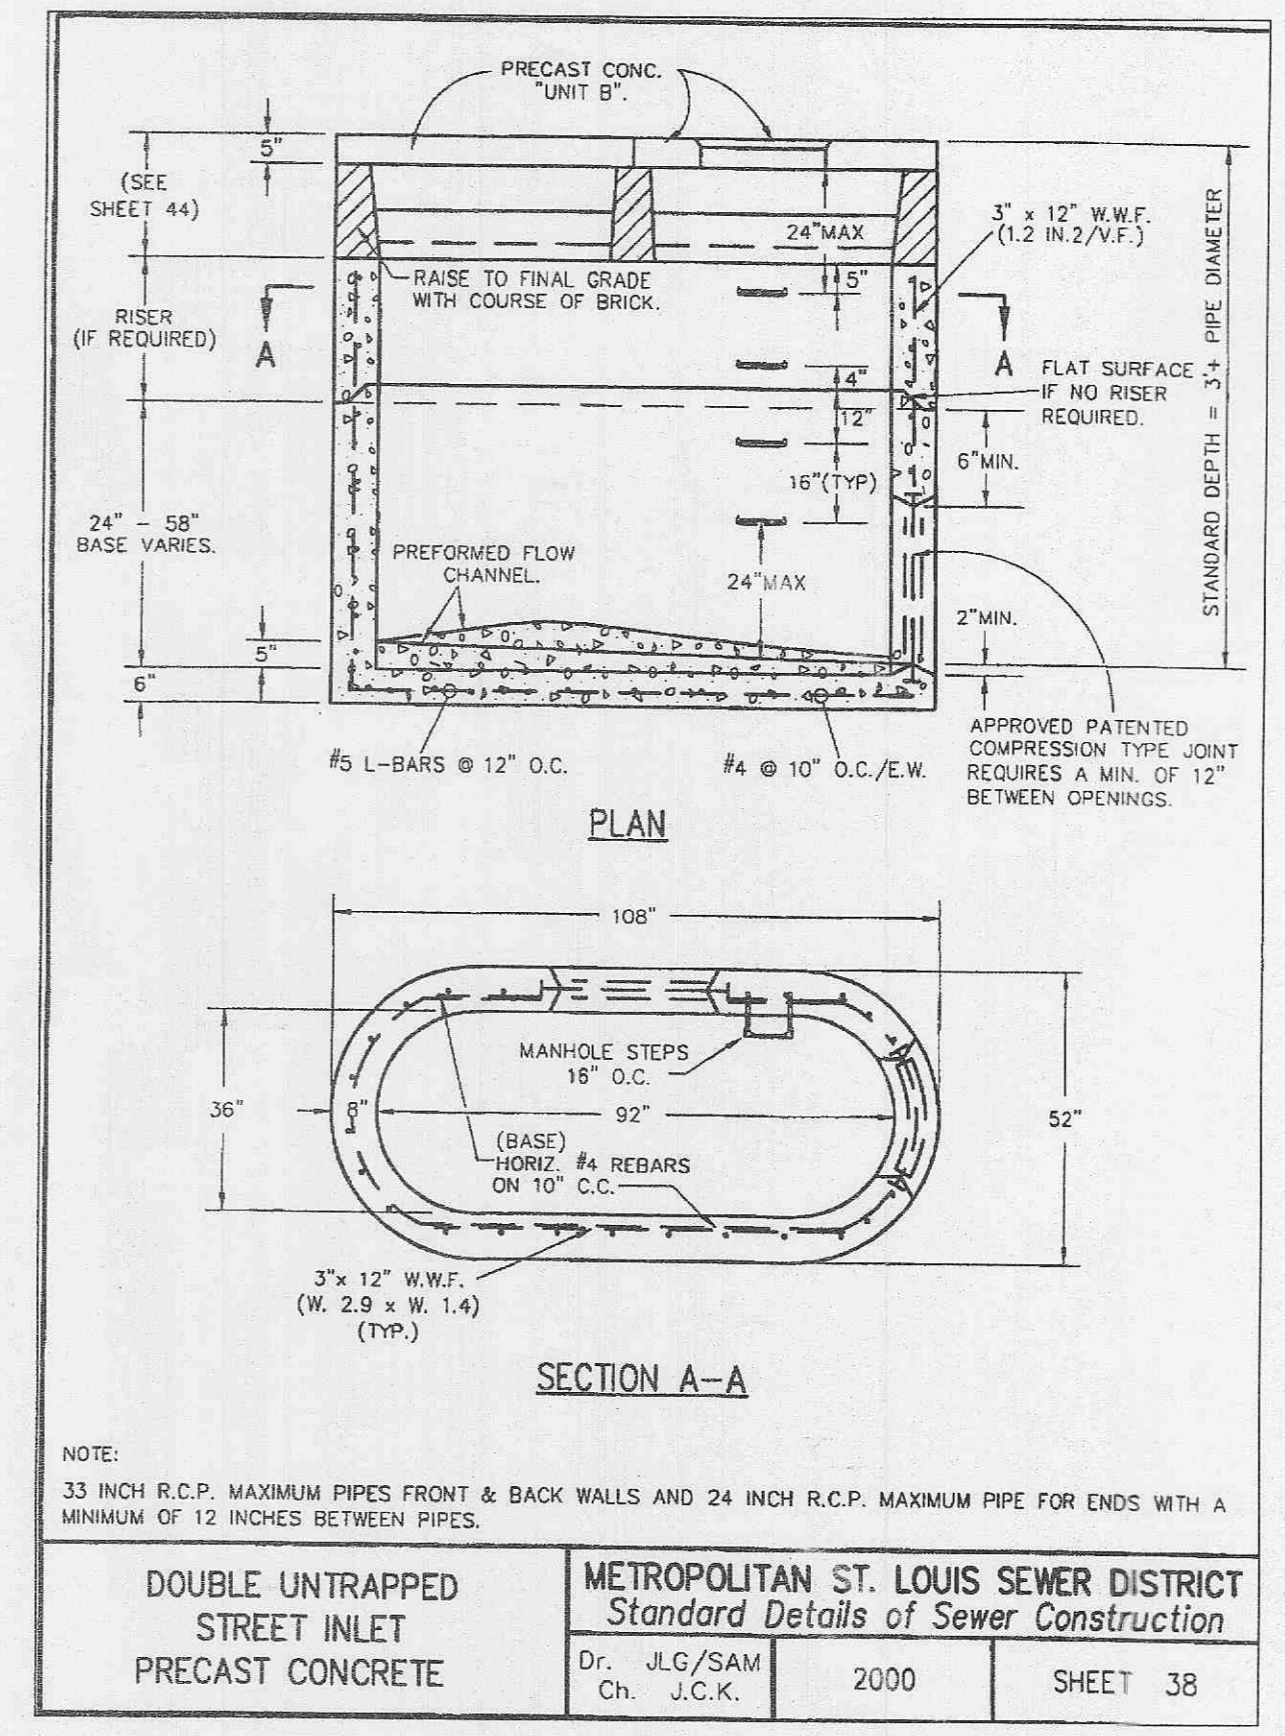 PRECAST CONC.
"UNIT B".
5"
(SEE
SHEET 44)
24"MAX
3" x 12" W.W.F.
(1.2 IN.2/V.F.)
RAISE TO FINAL GRADE
WITH COURSE OF BRICK.
5"
RISER
(IF REQUIRED)
A
A
FLAT SURFACE
IF NO RISER
REQUIRED.
4"
12"
6"MIN.
16"(TYP)
STANDARD DEPTH = 3'+ PIPE DIAMETER
24" - 58"
BASE VARIES.
PREFORMED FLOW
CHANNEL.
24"MAX
2"MIN.
5"
6"
#5 L-BARS @ 12" O.C.
#4 @ 10" O.C./E.W.
APPROVED PATENTED
COMPRESSION TYPE JOINT
REQUIRES A MIN. OF 12"
BETWEEN OPENINGS.
PLAN
108"
MANHOLE STEPS
16" O.C.
36"
8"
92"
52"
(BASE)
HORIZ. #4 REBARS
ON 10" C.C.
3"x 12" W.W.F.
(W. 2.9 x W. 1.4)
(TYP.)
SECTION A-A
NOTE:
33 INCH R.C.P. MAXIMUM PIPES FRONT & BACK WALLS AND 24 INCH R.C.P. MAXIMUM PIPE FOR ENDS WITH A
MINIMUM OF 12 INCHES BETWEEN PIPES.
DOUBLE UNTRAPPED
STREET INLET
PRECAST CONCRETE
METROPOLITAN ST. LOUIS SEWER DISTRICT
Standard Details of Sewer Construction
Dr. JLG/SAM
Ch. J.C.K.
2000
SHEET 38